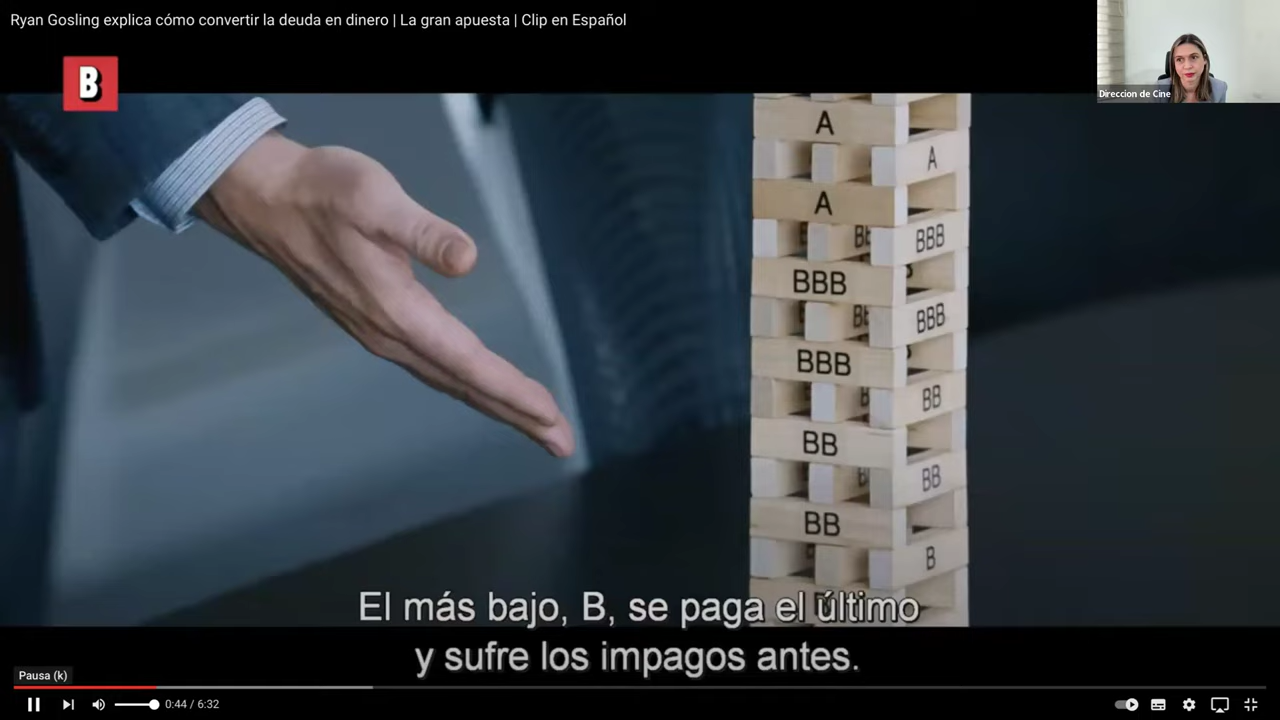 Ryan Gosling explica cómo convertir la deuda en dinero | La gran apuesta | Clip en Español
B
Direccion de Cine
A
A
A
BBB
BBB
BBB
BBB
BB
BB
BB
BB
B
El más bajo, B, se paga el último
y sufre los impagos antes.
Pausa (k)
0:44 / 6:32